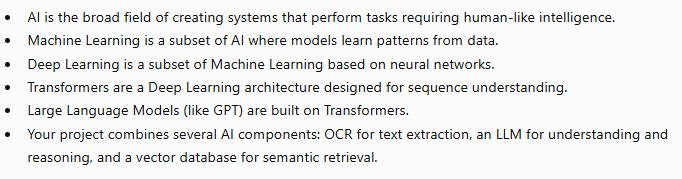 • AI is the broad field of creating systems that perform tasks requiring human-like intelligence.
• Machine Learning is a subset of AI where models learn patterns from data.
• Deep Learning is a subset of Machine Learning based on neural networks.
• Transformers are a Deep Learning architecture designed for sequence understanding.
• Large Language Models (like GPT) are built on Transformers.
• Your project combines several AI components: OCR for text extraction, an LLM for understanding and
reasoning, and a vector database for semantic retrieval.